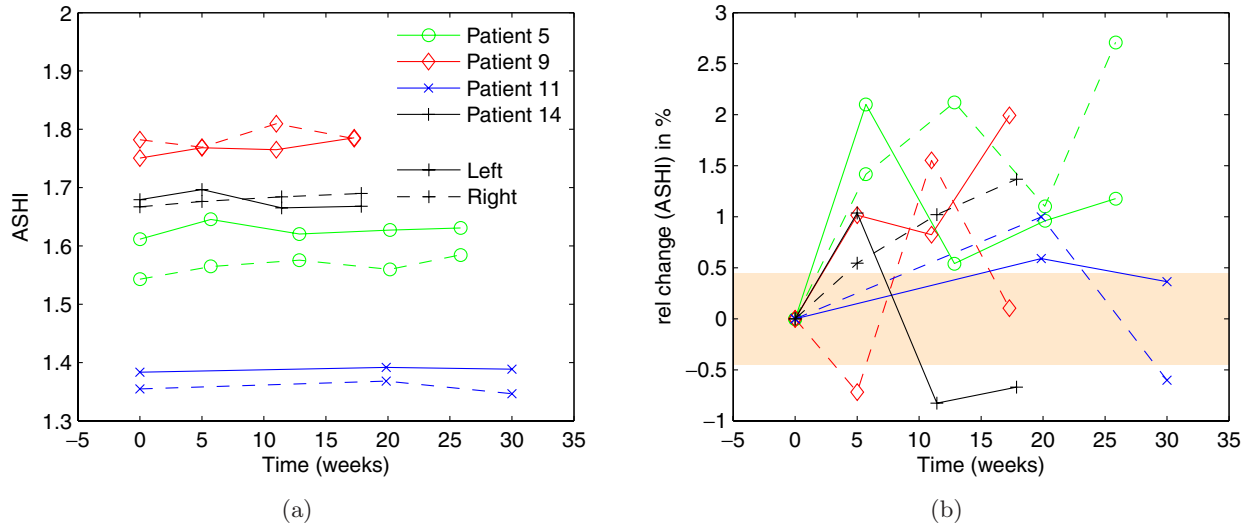 2
1.9
1.8
1.7
1.6
1.5
1.4
1.3
ASHI
Patient 5
Patient 9
Patient 11
Patient 14
Left
Right
−5 0 5 10 15 20 25 30 35
Time (weeks)
(a)
3
2.5
2
1.5
1
0.5
0
−0.5
−1
rel change (ASHI) in %
−5 0 5 10 15 20 25 30 35
Time (weeks)
(b)